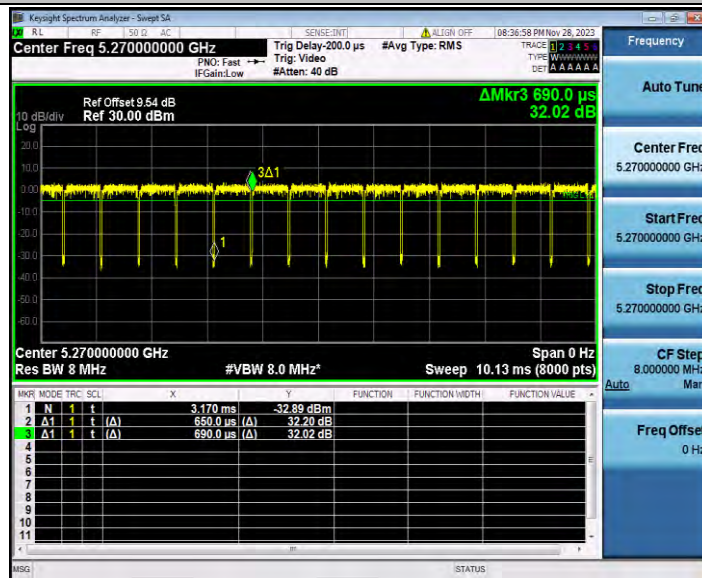 Keysight Spectrum Analyzer - Swept SA
RL RF 50 Ω AC SENSE:INT ALIGN OFF 08:36:58 PM Nov 28, 2023
Center Freq 5.270000000 GHz
PNO: Fast
IFGain:Low
Trig Delay-200.0 µs
Trig: Video
#Atten: 40 dB
#Avg Type: RMS
TRACE 1 2 3 4 5 6
TYPE W
DET A A A A A A
ΔMkr3 690.0 µs
32.02 dB
Ref Offset 9.54 dB
Ref 30.00 dBm
10 dB/div
Log
20.0
10.0
0.00
-10.0
-20.0
-30.0
-40.0
-50.0
-60.0
3Δ1
1
Center 5.270000000 GHz Span 0 Hz
Res BW 8 MHz #VBW 8.0 MHz* Sweep 10.13 ms (8000 pts)
MKR MODE TRC SCL X Y FUNCTION FUNCTION WIDTH FUNCTION VALUE
1 N 1 t 3.170 ms -32.89 dBm
2 Δ1 1 t (Δ) 650.0 µs (Δ) 32.20 dB
3 Δ1 1 t (Δ) 690.0 µs (Δ) 32.02 dB
4
5
6
7
8
9
10
11
MSG STATUS
Frequency
Auto Tune
Center Freq
5.270000000 GHz
Start Freq
5.270000000 GHz
Stop Freq
5.270000000 GHz
CF Step
8.000000 MHz
Auto Man
Freq Offset
0 Hz